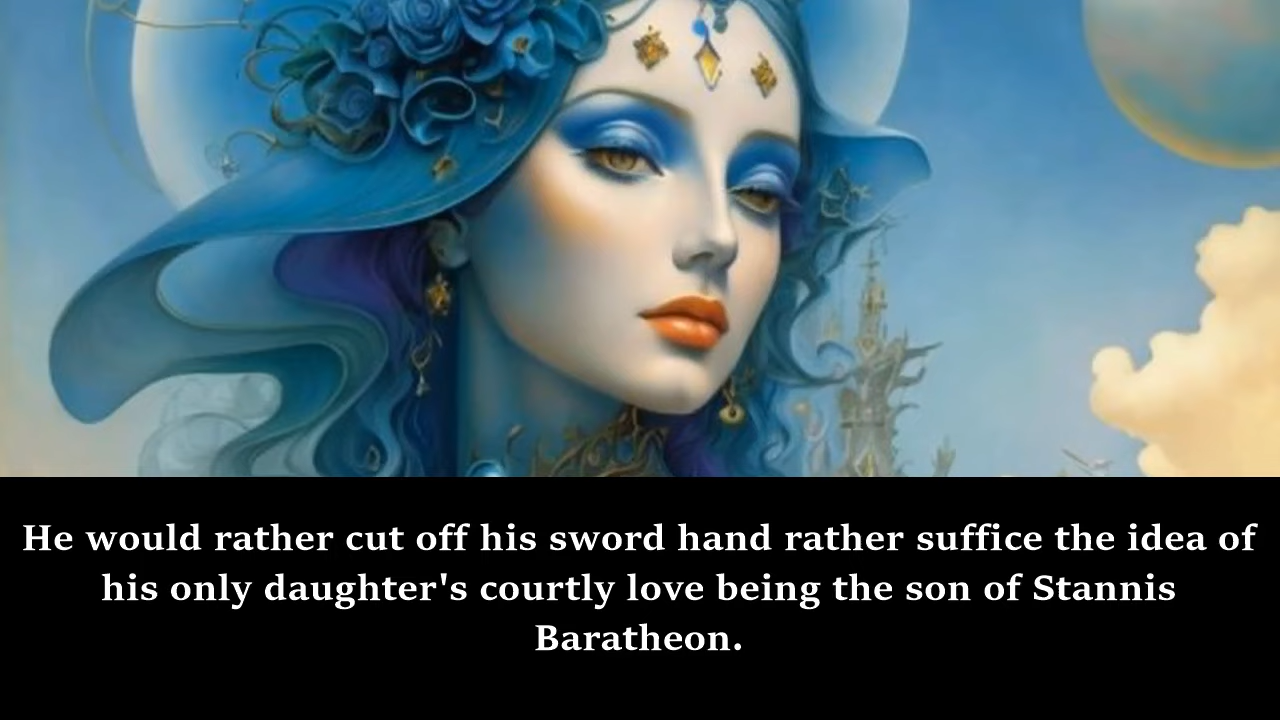 He would rather cut off his sword hand rather suffice the idea of
his only daughter's courtly love being the son of Stannis
Baratheon.